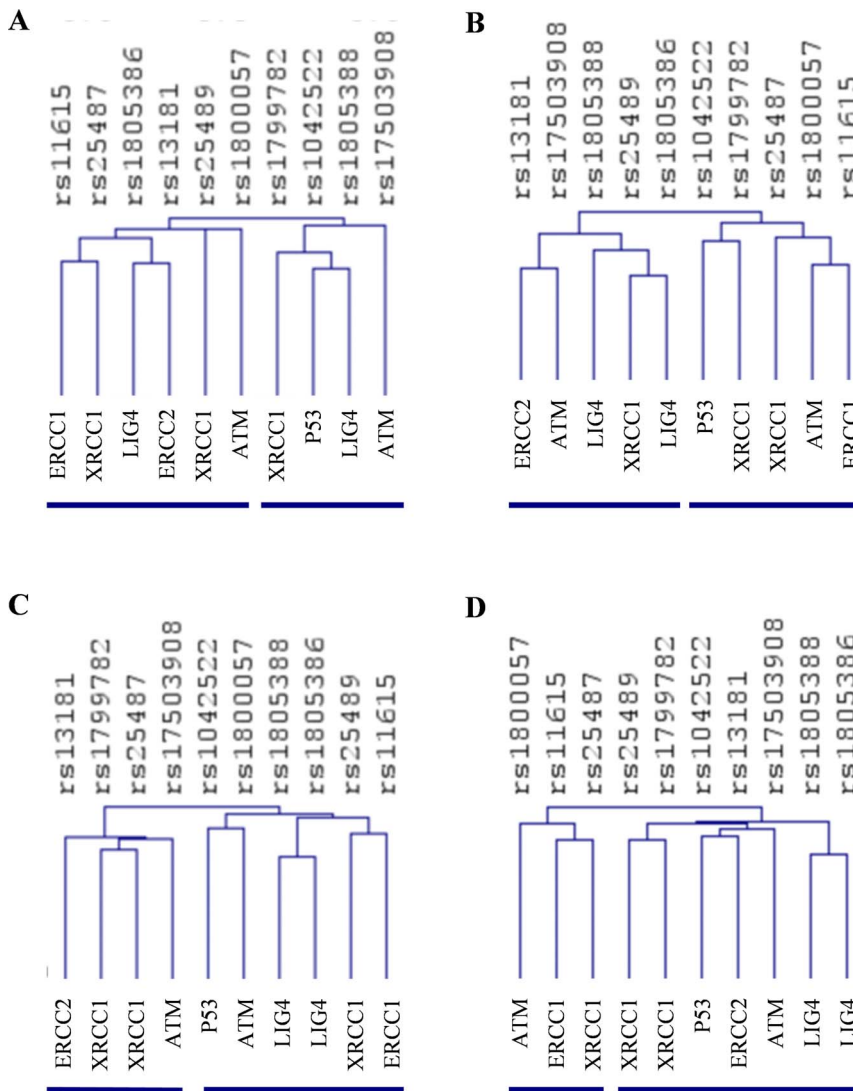 A
rs11615
rs25487
rs1805386
rs13181
rs25489
rs1800057
rs1799782
rs1042522
rs1805388
rs17503908
ERCC1
XRCC1
LIG4
ERCC2
XRCC1
ATM
XRCC1
P53
LIG4
ATM
B
rs13181
rs17503908
rs1805388
rs25489
rs1805386
rs1042522
rs1799782
rs25487
rs1800057
rs11615
ERCC2
ATM
LIG4
XRCC1
LIG4
P53
XRCC1
XRCC1
ATM
ERCC1
C
rs13181
rs1799782
rs25487
rs17503908
rs1042522
rs1800057
rs1805388
rs1805386
rs25489
rs11615
ERCC2
XRCC1
XRCC1
ATM
P53
ATM
LIG4
LIG4
XRCC1
ERCC1
D
rs1800057
rs11615
rs25487
rs25489
rs1799782
rs1042522
rs13181
rs17503908
rs1805388
rs1805386
ATM
ERCC1
XRCC1
XRCC1
XRCC1
P53
ERCC2
ATM
LIG4
LIG4